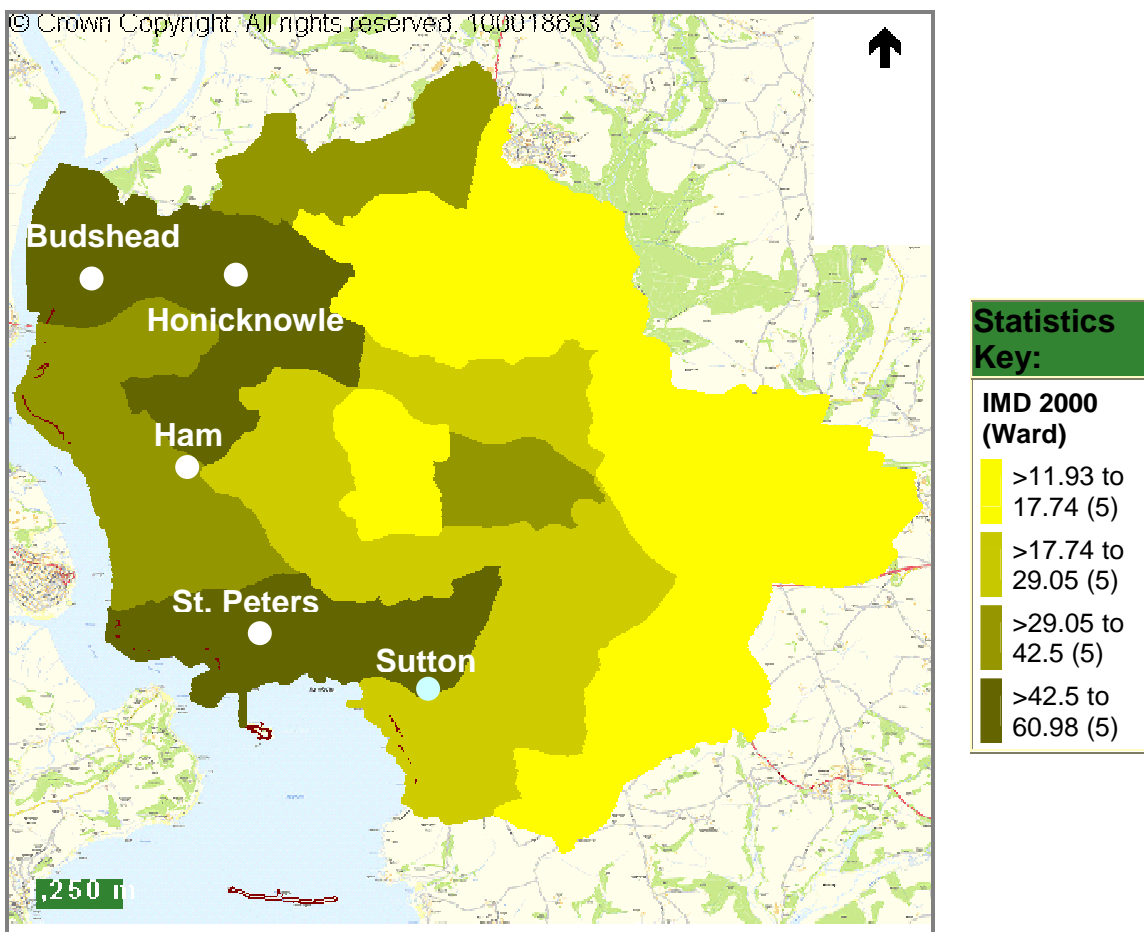 © Crown Copyright. All rights reserved. 100018633
Budshead
Honicknowle
Ham
St. Peters
Sutton
250 m
Statistics
Key:
IMD 2000
(Ward)
>11.93 to
17.74 (5)
>17.74 to
29.05 (5)
>29.05 to
42.5 (5)
>42.5 to
60.98 (5)